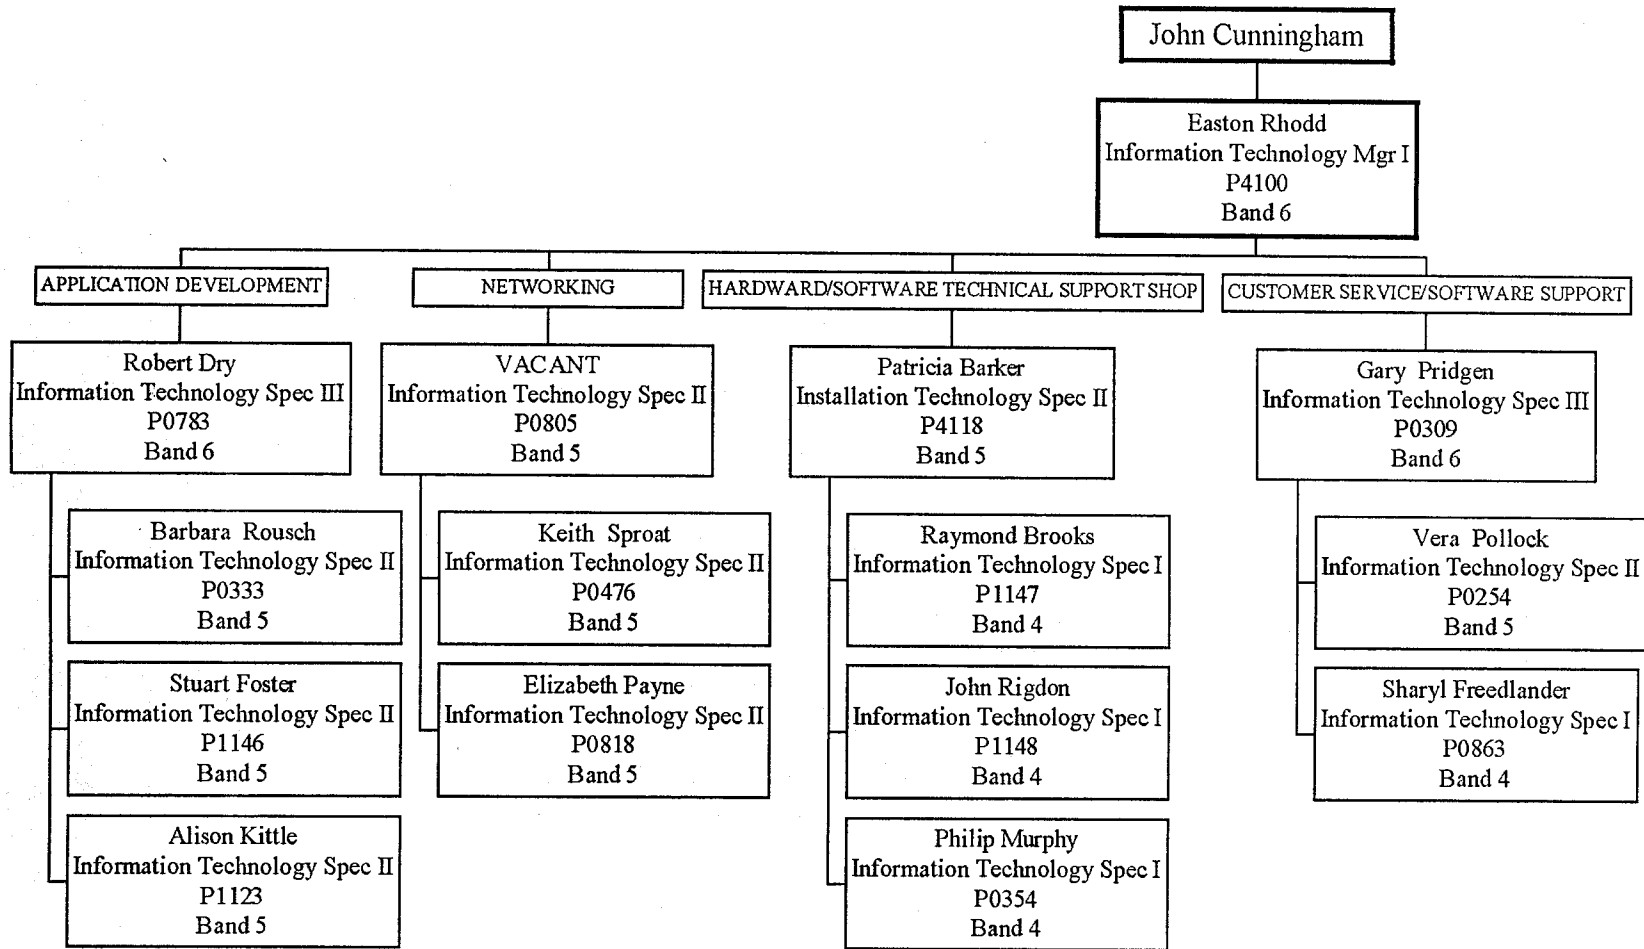 John Cunningham
Easton Rhodd
Information Technology Mgr I
P4100
Band 6
APPLICATION DEVELOPMENT
NETWORKING
HARDWARD/SOFTWARE TECHNICAL SUPPORT SHOP
CUSTOMER SERVICE/SOFTWARE SUPPORT
Robert Dry
Information Technology Spec III
P0783
Band 6
Barbara Rousch
Information Technology Spec II
P0333
Band 5
Stuart Foster
Information Technology Spec II
P1146
Band 5
Alison Kittle
Information Technology Spec II
P1123
Band 5
VACANT
Information Technology Spec II
P0805
Band 5
Keith Sproat
Information Technology Spec II
P0476
Band 5
Elizabeth Payne
Information Technology Spec II
P0818
Band 5
Patricia Barker
Installation Technology Spec II
P4118
Band 5
Raymond Brooks
Information Technology Spec I
P1147
Band 4
John Rigdon
Information Technology Spec I
P1148
Band 4
Philip Murphy
Information Technology Spec I
P0354
Band 4
Gary Pridgen
Information Technology Spec III
P0309
Band 6
Vera Pollock
Information Technology Spec II
P0254
Band 5
Sharyl Freedlander
Information Technology Spec I
P0863
Band 4